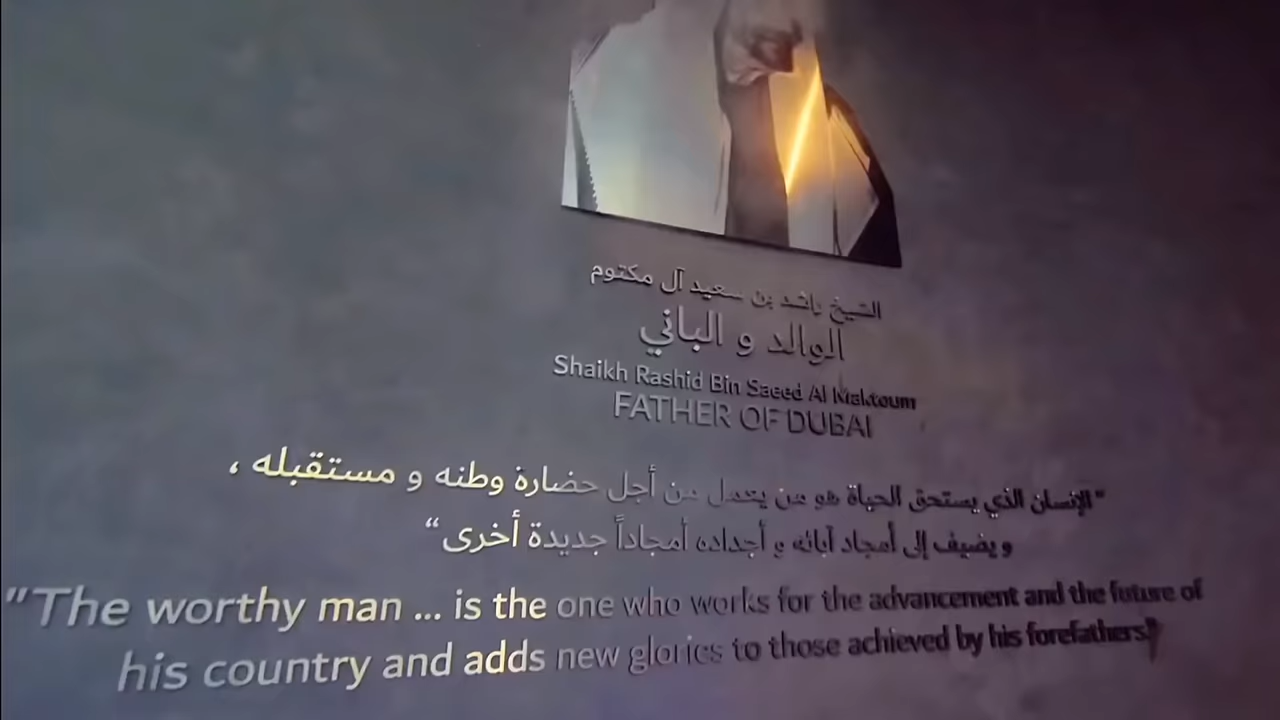 الشيخ راشد بن سعيد آل مكتوم
الوالد و الباني
Shaikh Rashid Bin Saeed Al Maktoum
FATHER OF DUBAI
"الإنسان الذي يستحق الحياة هو من يعمل من أجل حضارة وطنه و مستقبله ،
و يضيف إلى أمجاد آبائه و أجداده أمجاداً جديدة أخرى"
"The worthy man ... is the one who works for the advancement and the future of
his country and adds new glories to those achieved by his forefathers."